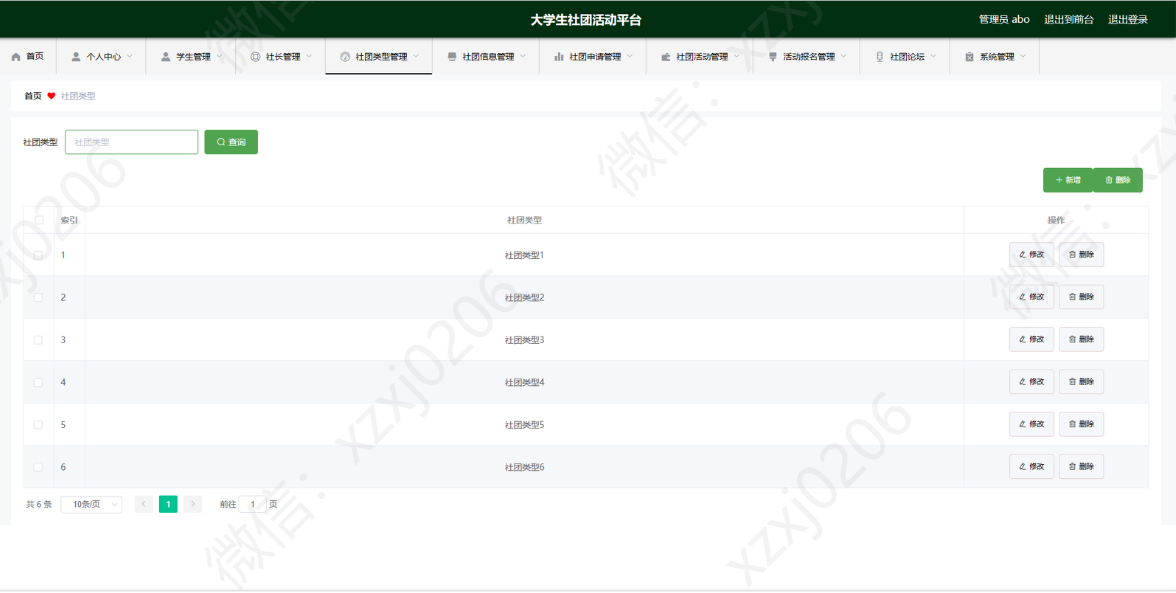 大学生社团活动平台
管理员 abo 退出到前台 退出登录
首页 个人中心 学生管理 社长管理 社团类型管理 社团信息管理 社团申请管理 社团活动管理 活动报名管理 社团论坛 系统管理
首页 社团类型
社团类型 社团类型 查询
新增 删除
索引 社团类型 操作
1 社团类型1 修改 删除
2 社团类型2 修改 删除
3 社团类型3 修改 删除
4 社团类型4 修改 删除
5 社团类型5 修改 删除
6 社团类型6 修改 删除
共 6 条 10条/页 1 前往 1 页
微信：xzxj0206
微信：xzxj0206
微信：xzxj0206